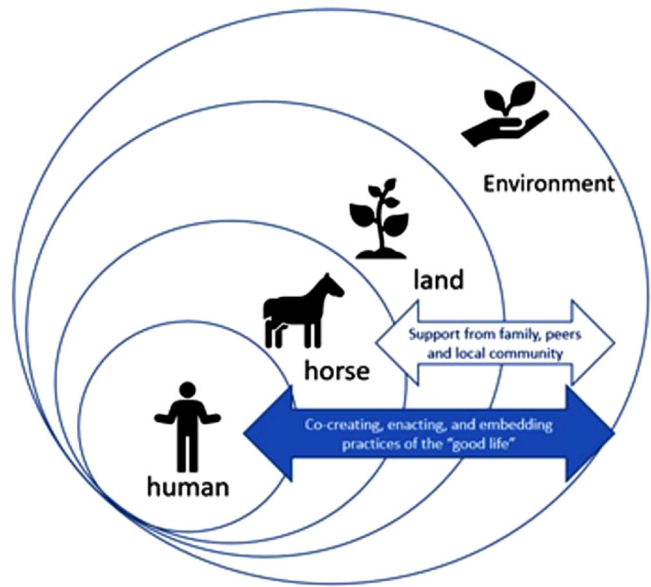 Environment
land
Support from family, peers
and local community
horse
Co-creating, enacting, and embedding
practices of the "good life"
human